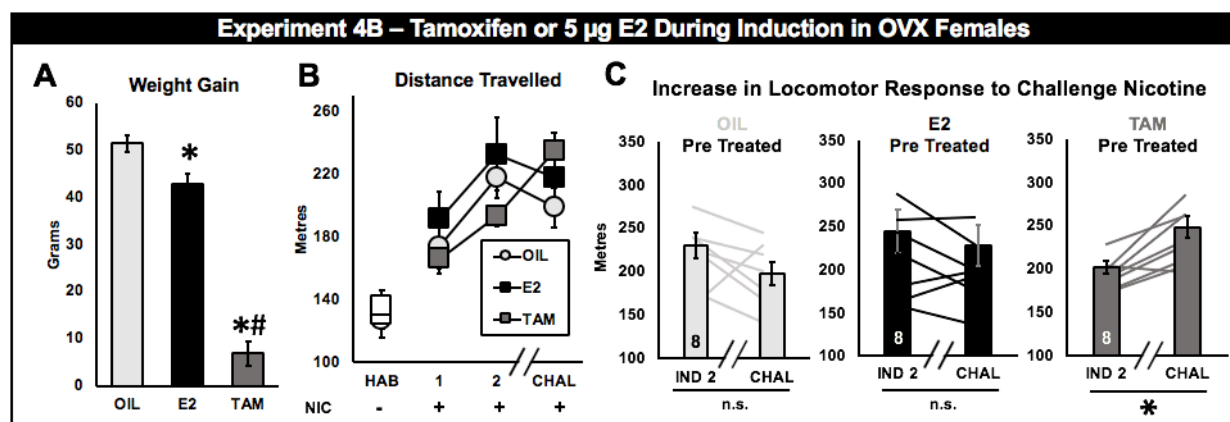 Experiment 4B – Tamoxifen or 5 µg E2 During Induction in OVX Females
A
Weight Gain
Grams
60
50
40
30
20
10
0
*
*#
OIL E2 TAM
B
Distance Travelled
Metres
260
220
180
140
100
OIL
E2
TAM
HAB 1 2 CHAL
NIC - + + +
C
Increase in Locomotor Response to Challenge Nicotine
OIL
Pre Treated
Metres
350
300
250
200
150
100
8
IND 2 CHAL
n.s.
E2
Pre Treated
350
300
250
200
150
100
8
IND 2 CHAL
n.s.
TAM
Pre Treated
350
300
250
200
150
100
8
IND 2 CHAL
*